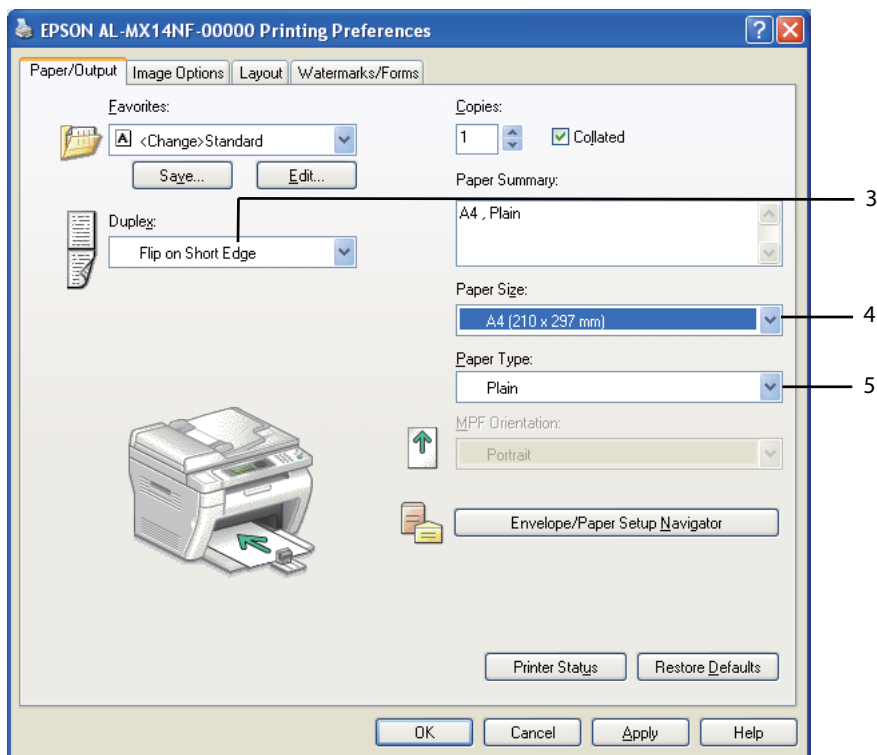 EPSON AL-MX14NF-00000 Printing Preferences
Paper/Output Image Options Layout Watermarks/Forms
Favorites:
<Change>Standard
Save... Edit...
Duplex:
Flip on Short Edge
Copies:
1
Collated
Paper Summary:
A4 , Plain
3
Paper Size:
A4 (210 x 297 mm)
4
Paper Type:
Plain
5
MPF Orientation:
Portrait
Envelope/Paper Setup Navigator
Printer Status Restore Defaults
OK Cancel Apply Help